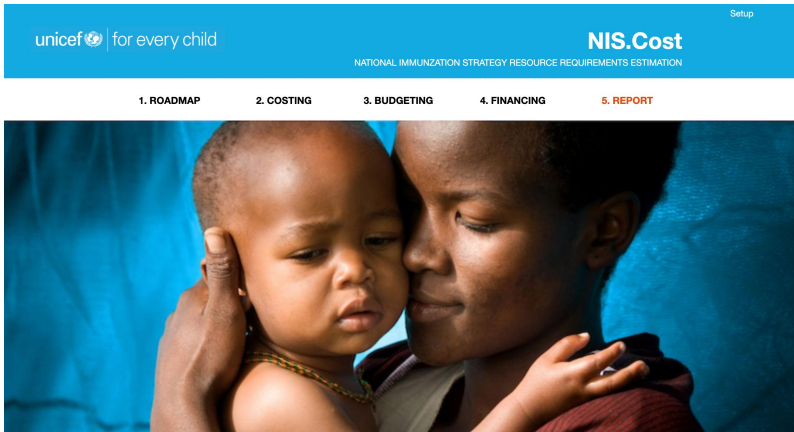 Setup
unicef for every child
NIS.Cost
NATIONAL IMMUNZATION STRATEGY RESOURCE REQUIREMENTS ESTIMATION
1. ROADMAP 2. COSTING 3. BUDGETING 4. FINANCING 5. REPORT